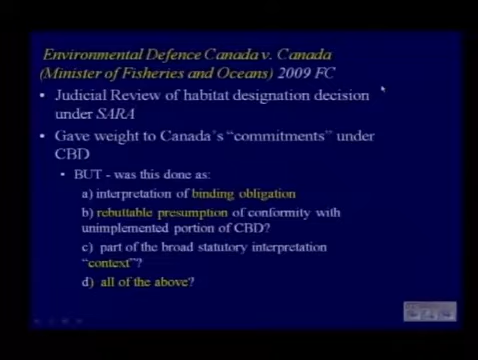 Environmental Defence Canada v. Canada
(Minister of Fisheries and Oceans) 2009 FC
• Judicial Review of habitat designation decision
under SARA
• Gave weight to Canada's "commitments" under
CBD
• BUT - was this done as:
a) interpretation of binding obligation
b) rebuttable presumption of conformity with
unimplemented portion of CBD?
c) part of the broad statutory interpretation
"context"?
d) all of the above?